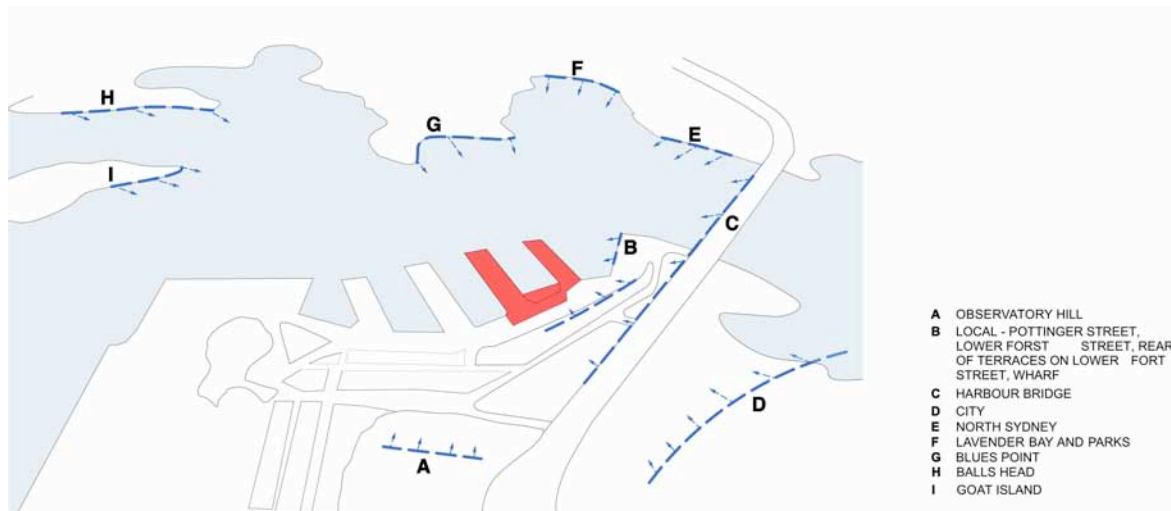 H
F
G
E
I
C
B
D
A
A OBSERVATORY HILL
B LOCAL - POTTINGER STREET,
LOWER FORST STREET, REAR
OF TERRACES ON LOWER FORT
STREET, WHARF
C HARBOUR BRIDGE
D CITY
E NORTH SYDNEY
F LAVENDER BAY AND PARKS
G BLUES POINT
H BALLS HEAD
I GOAT ISLAND